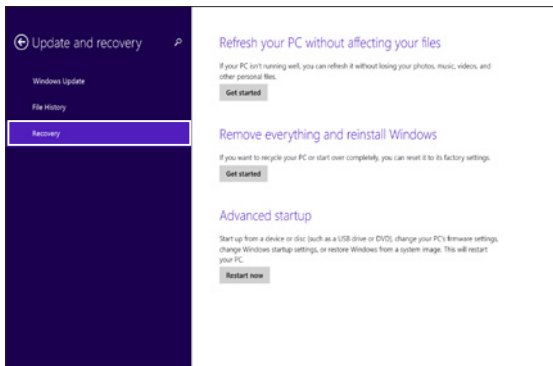 Update and recovery
Windows Update
File History
Recovery
Refresh your PC without affecting your files
If your PC isn't running well, you can refresh it without losing your photos, music, videos, and
other personal files.
Get started
Remove everything and reinstall Windows
If you want to recycle your PC or start over completely, you can reset it to its factory settings.
Get started
Advanced startup
Start up from a device or disc (such as a USB drive or DVD), change your PC's firmware settings,
change Windows startup settings, or restore Windows from a system image. This will restart
your PC.
Restart now